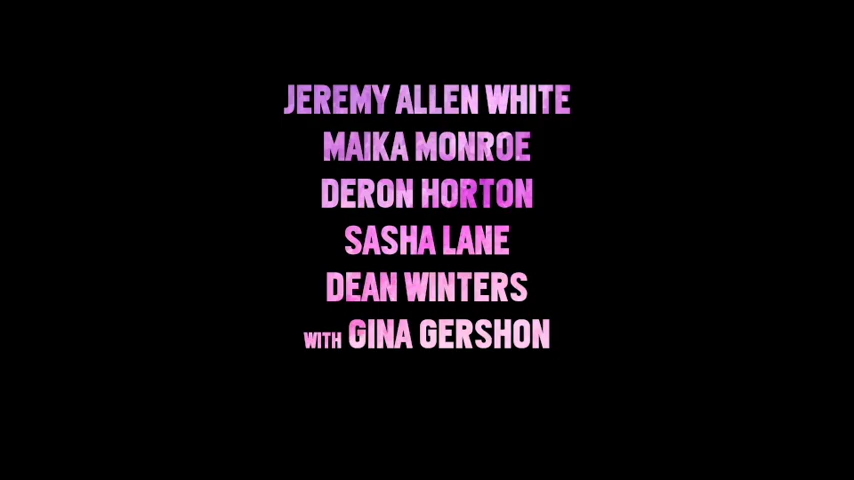 JEREMY ALLEN WHITE
MAIKA MONROE
DERON HORTON
SASHA LANE
DEAN WINTERS
WITH GINA GERSHON